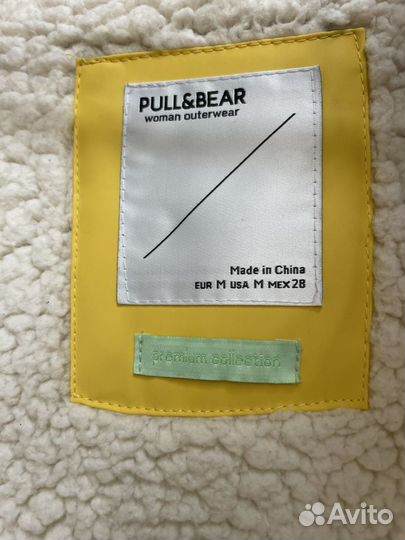 PULL&BEAR
woman outerwear
Made in China
EUR M USA M MEX 28
premium collection
Avito